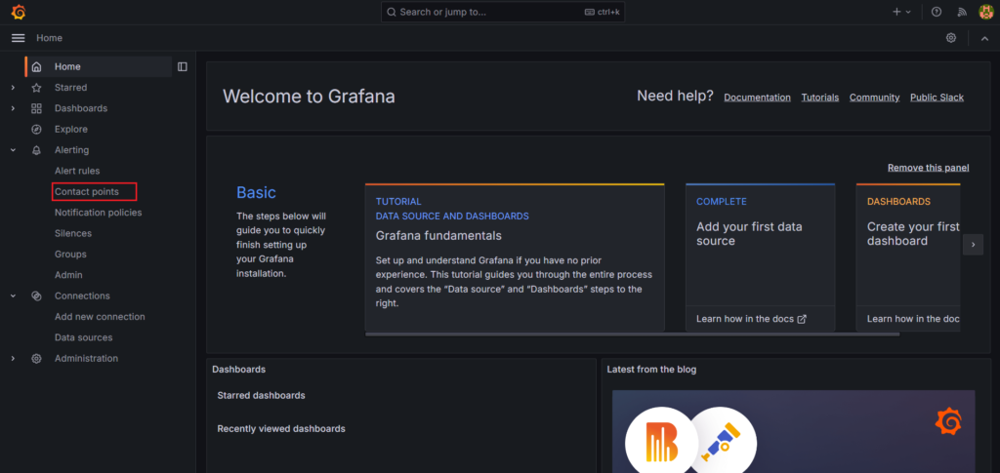 Search or jump to...
ctrl+k
Home
Home
Starred
Dashboards
Explore
Alerting
Alert rules
Contact points
Notification policies
Silences
Groups
Admin
Connections
Add new connection
Data sources
Administration
Welcome to Grafana
Need help?
Documentation
Tutorials
Community
Public Slack
Remove this panel
Basic
The steps below will
guide you to quickly
finish setting up
your Grafana
installation.
TUTORIAL
DATA SOURCE AND DASHBOARDS
Grafana fundamentals
Set up and understand Grafana if you have no prior
experience. This tutorial guides you through the entire process
and covers the “Data source” and “Dashboards” steps to the
right.
COMPLETE
Add your first data
source
Learn how in the docs
DASHBOARDS
Create your first
dashboard
Learn how in the doc
Dashboards
Starred dashboards
Recently viewed dashboards
Latest from the blog